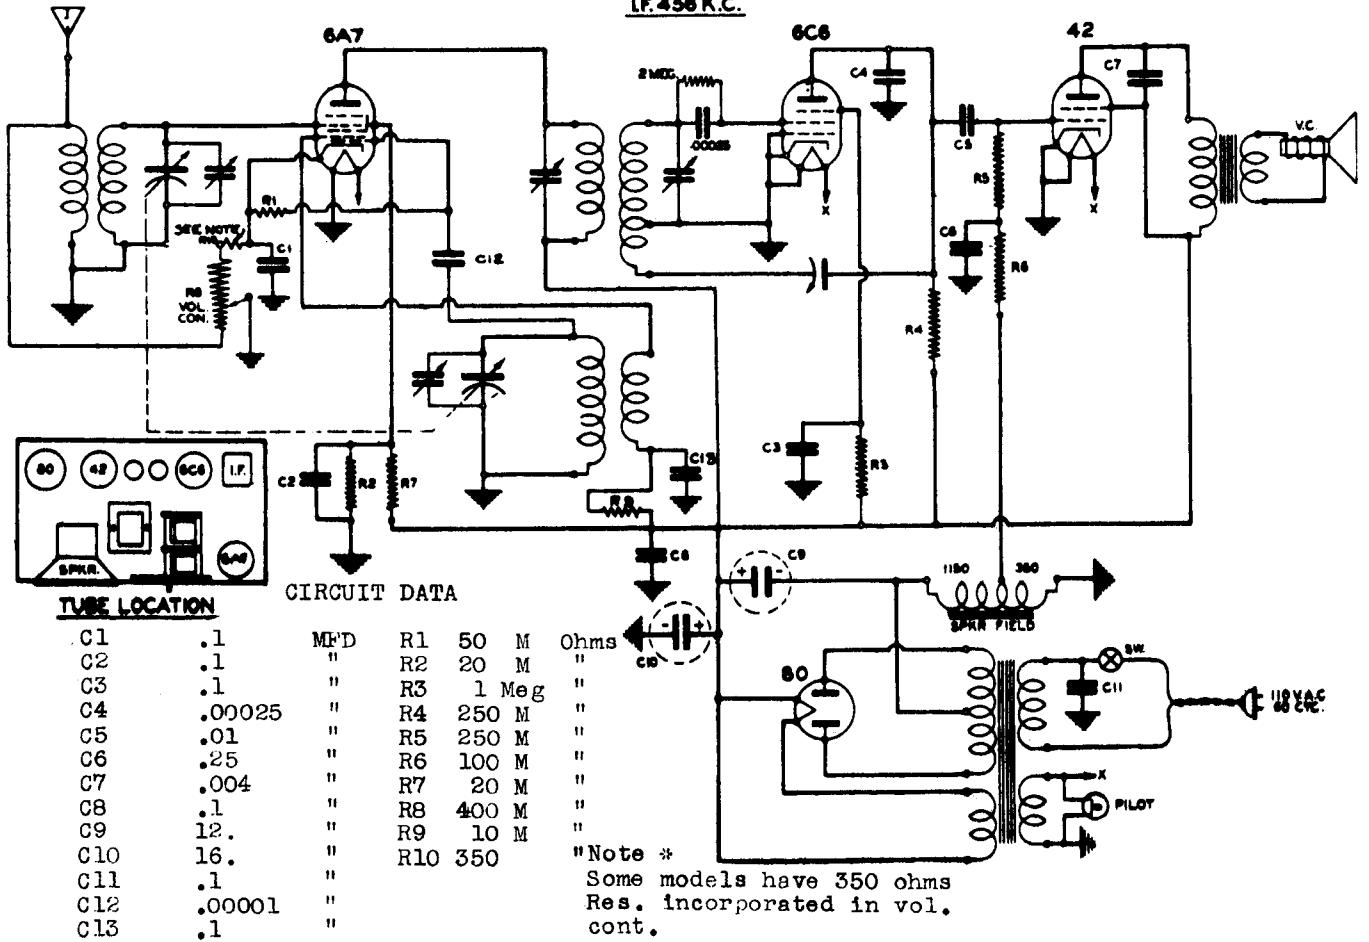 I.F. 456 K.C.
6A7
6C6
42
2 MEG.
.00025
C4
C7
V.C.
C5
R5
R1
SEE NOTE
R10
C1
C12
C6
R6
X
X
R8
VOL.
CON.
R4
80
42
6C6
I.F.
6A7
SPKR.
TUBE LOCATION
C2
R2
R7
C13
R9
C3
R3
C8
C9
C10
1150
350
SPKR FIELD
80
SW.
C11
110 V. A.C.
60 CYC.
X
PILOT
CIRCUIT DATA
C1 .1 MFD R1 50 M Ohms
C2 .1 " R2 20 M "
C3 .1 " R3 1 Meg "
C4 .00025 " R4 250 M "
C5 .01 " R5 250 M "
C6 .25 " R6 100 M "
C7 .004 " R7 20 M "
C8 .1 " R8 400 M "
C9 12. " R9 10 M "
C10 16. " R10 350 " Note *
C11 .1 " Some models have 350 ohms
C12 .00001 " Res. incorporated in vol.
C13 .1 " cont.